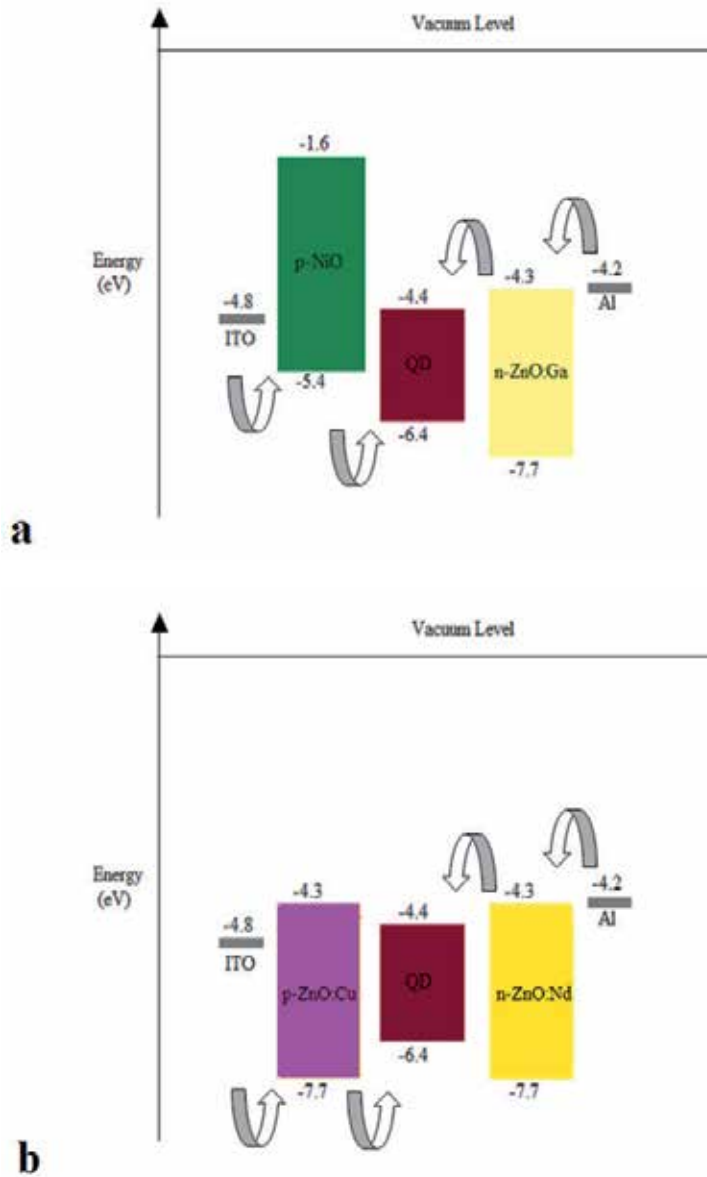 Vacuum Level
-1.6
p-NiO
Energy
(eV)
-4.8
ITO
-5.4
-4.4
QD
-6.4
-4.3
n-ZnO:Ga
-7.7
-4.2
Al
a
Vacuum Level
Energy
(eV)
-4.8
ITO
-4.3
p-ZnO:Cu
-7.7
-4.4
QD
-6.4
-4.3
n-ZnO:Nd
-7.7
-4.2
Al
b